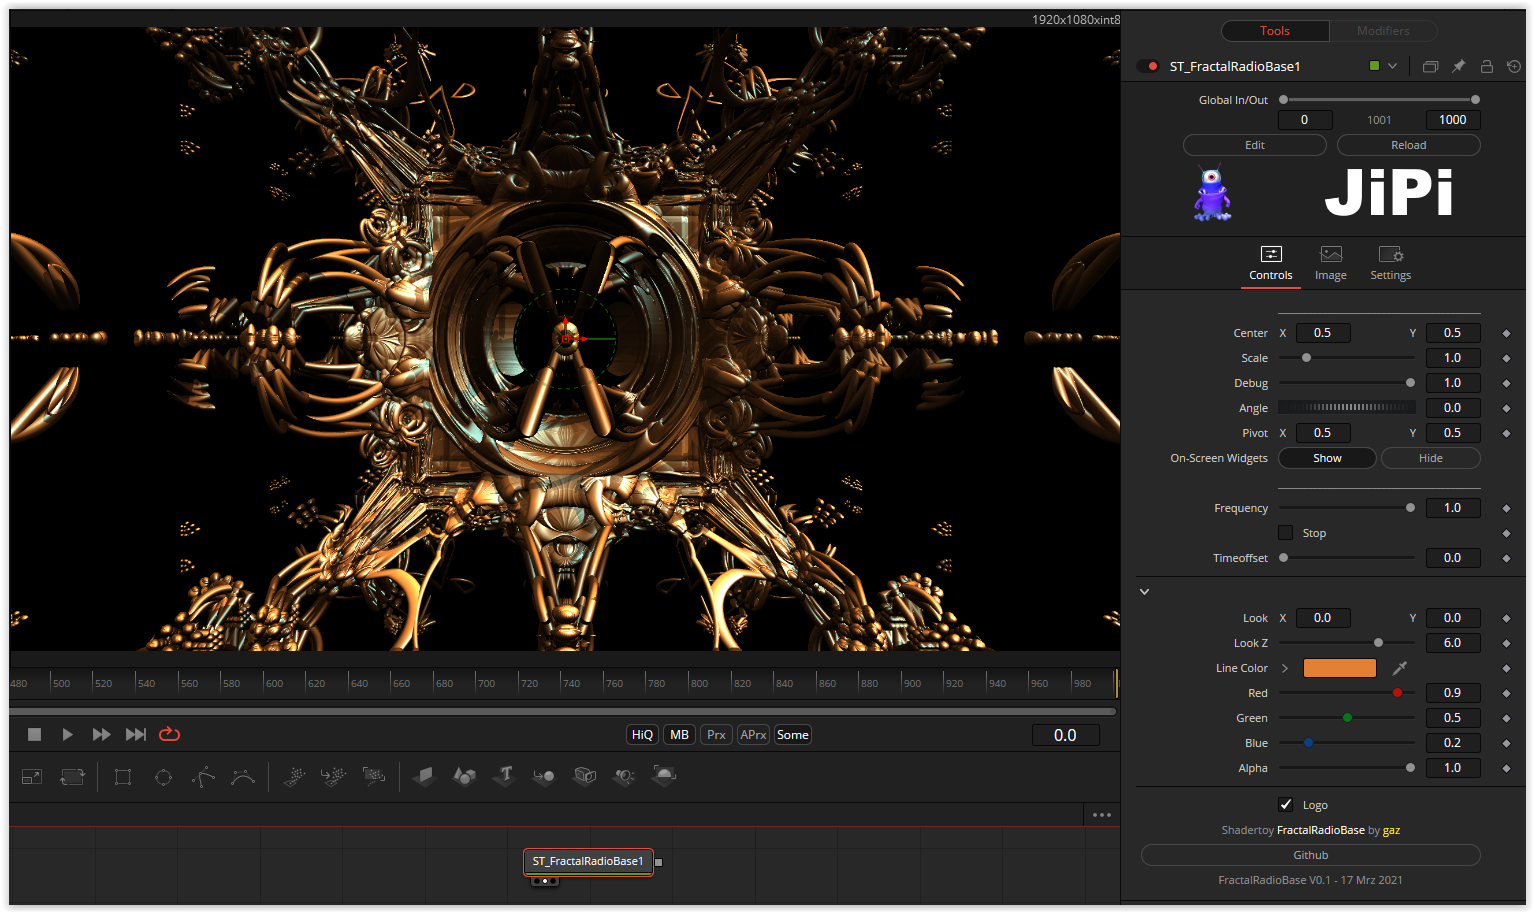 1920x1080xint8
Tools
Modifiers
ST_FractalRadioBase1
Global In/Out
0 1001 1000
Edit Reload
JiPi
Controls Image Settings
Center X 0.5 Y 0.5
Scale 1.0
Debug 1.0
Angle 0.0
Pivot X 0.5 Y 0.5
On-Screen Widgets Show Hide
Frequency 1.0
Stop
Timeoffset 0.0
Look X 0.0 Y 0.0
Look Z 6.0
Line Color
Red 0.9
Green 0.5
Blue 0.2
Alpha 1.0
Logo
Shadertoy FractalRadioBase by gaz
Github
FractalRadioBase V0.1 - 17 Mrz 2021
480 500 520 540 560 580 600 620 640 660 680 700 720 740 760 780 800 820 840 860 880 900 920 940 960 980
HiQ MB Prx APrx Some 0.0
T
ST_FractalRadioBase1